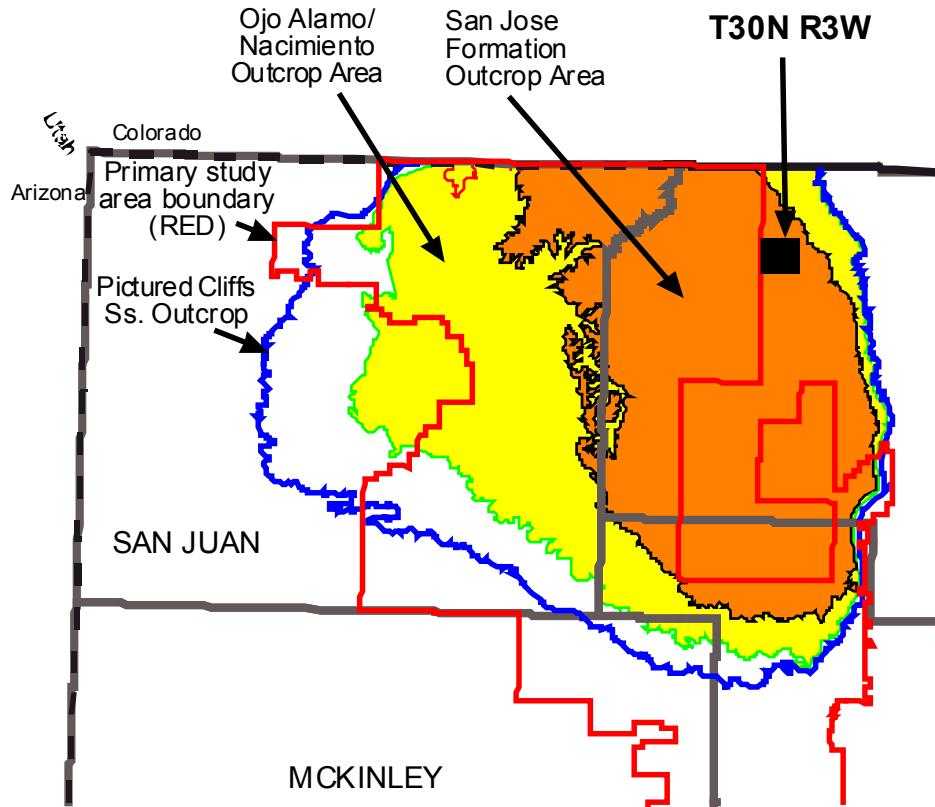 Ojo Alamo/
Nacimiento
Outcrop Area
San Jose
Formation
Outcrop Area
T30N R3W
Utah
Colorado
Arizona
Primary study
area boundary
(RED)
Pictured Cliffs
Ss. Outcrop
SAN JUAN
MCKINLEY